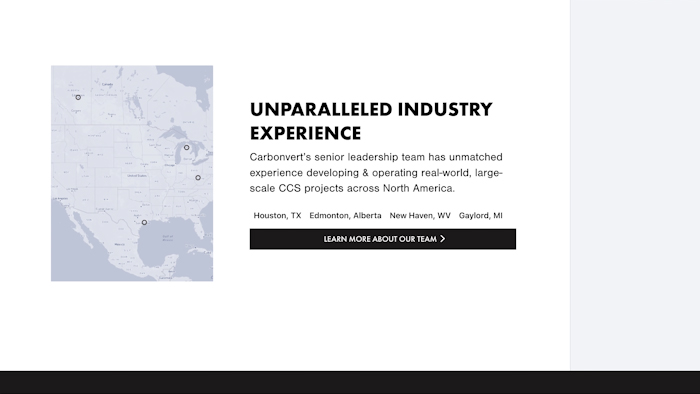 UNPARALLELED INDUSTRY
EXPERIENCE
Carbonvert's senior leadership team has unmatched
experience developing & operating real-world, large-
scale CCS projects across North America.
Houston, TX Edmonton, Alberta New Haven, WV Gaylord, MI
LEARN MORE ABOUT OUR TEAM